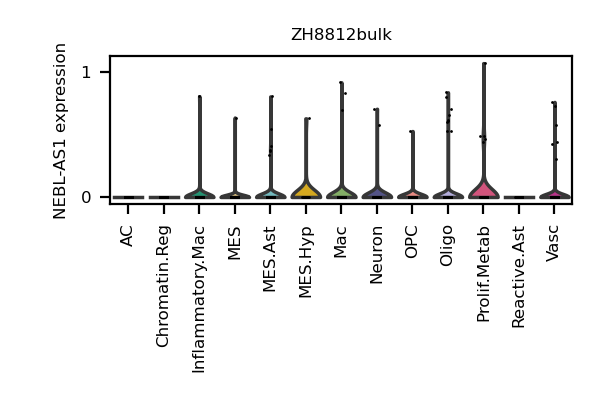 ZH8812bulk
NEBL-AS1 expression
1
0
AC
Chromatin.Reg
Inflammatory.Mac
MES
MES.Ast
MES.Hyp
Mac
Neuron
OPC
Oligo
Prolif.Metab
Reactive.Ast
Vasc